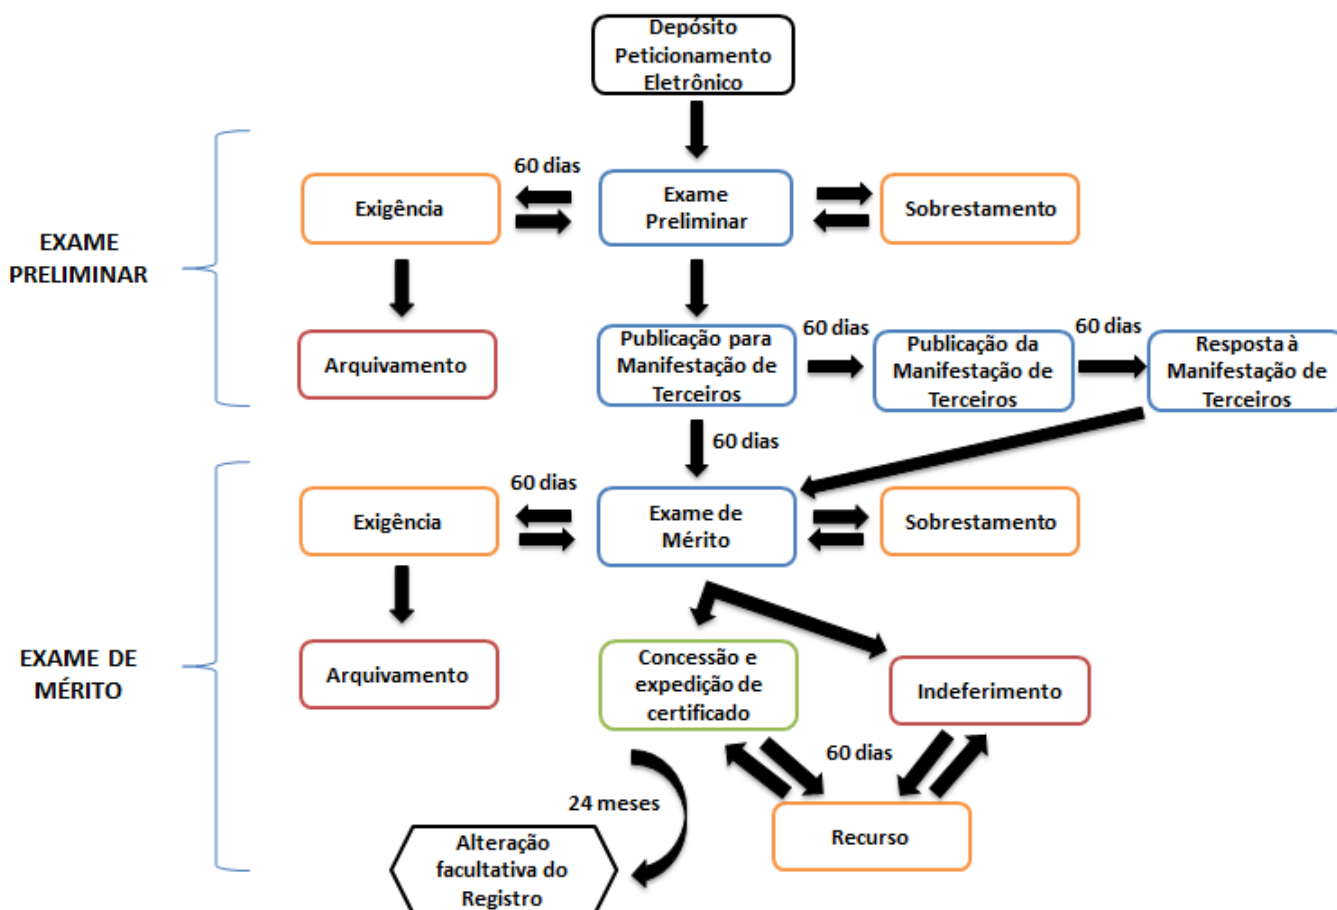 Depósito
Peticionamento
Eletrônico
EXAME
PRELIMINAR
60 dias
Exigência
Exame
Preliminar
Sobrestamento
Arquivamento
Publicação para
Manifestação de
Terceiros
60 dias
Publicação da
Manifestação de
Terceiros
60 dias
Resposta à
Manifestação de
Terceiros
60 dias
EXAME DE
MÉRITO
60 dias
Exigência
Exame de
Mérito
Sobrestamento
Arquivamento
Concessão e
expedição de
certificado
Indeferimento
60 dias
24 meses
Recurso
Alteração
facultativa do
Registro